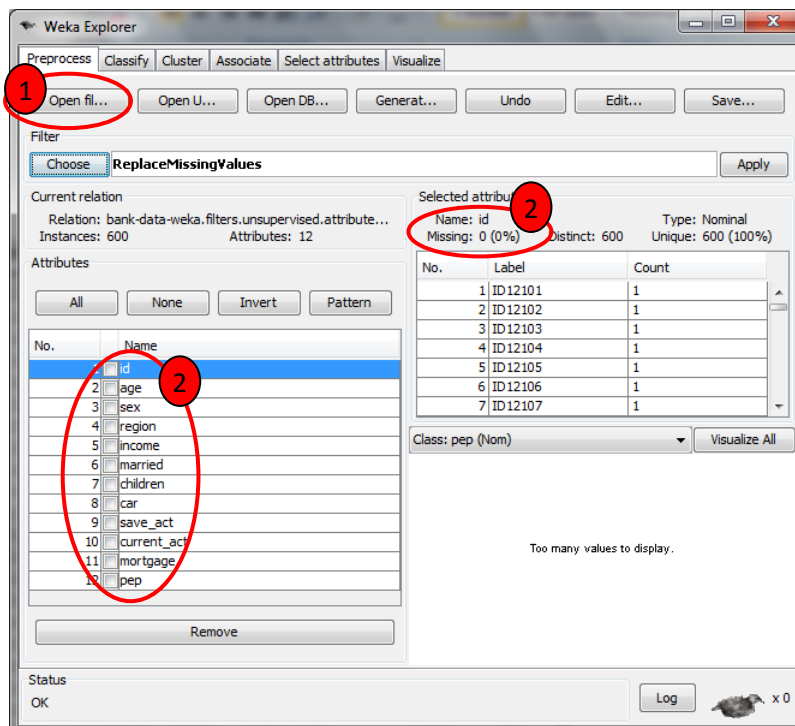 Weka Explorer
Preprocess Classify Cluster Associate Select attributes Visualize
1
Open fil... Open U... Open DB... Generat... Undo Edit... Save...
Filter
Choose ReplaceMissingValues Apply
Current relation
Relation: bank-data-weka.filters.unsupervised.attribute...
Instances: 600 Attributes: 12
Selected attribut
2
Name: id Type: Nominal
Missing: 0 (0%) Distinct: 600 Unique: 600 (100%)
Attributes
All None Invert Pattern
No. Name
1 id
2
2 age
3 sex
4 region
5 income
6 married
7 children
8 car
9 save_act
10 current_act
11 mortgage
12 pep
Remove
No. Label Count
1 ID12101 1
2 ID12102 1
3 ID12103 1
4 ID12104 1
5 ID12105 1
6 ID12106 1
7 ID12107 1
Class: pep (Nom) Visualize All
Too many values to display.
Status
OK
Log x 0